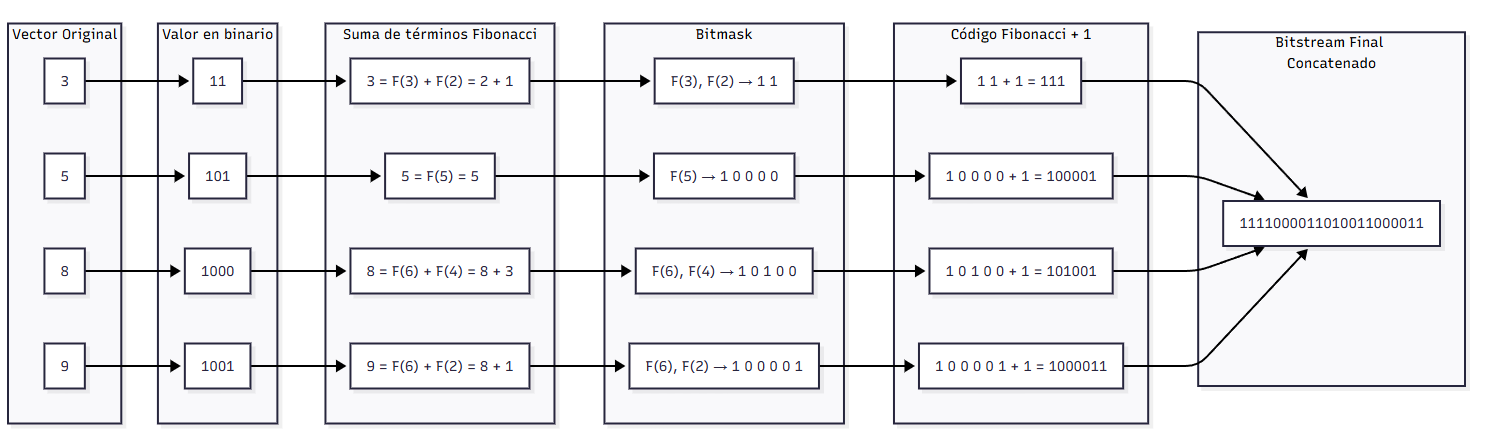 Vector Original
Valor en binario
Suma de términos Fibonacci
Bitmask
Código Fibonacci + 1
Bitstream Final
Concatenado
3
11
3 = F(3) + F(2) = 2 + 1
F(3), F(2) → 1 1
1 1 + 1 = 111
5
101
5 = F(5) = 5
F(5) → 1 0 0 0 0
1 0 0 0 0 + 1 = 100001
1111000011010011000011
8
1000
8 = F(6) + F(4) = 8 + 3
F(6), F(4) → 1 0 1 0 0
1 0 1 0 0 + 1 = 101001
9
1001
9 = F(6) + F(2) = 8 + 1
F(6), F(2) → 1 0 0 0 0 1
1 0 0 0 0 1 + 1 = 1000011